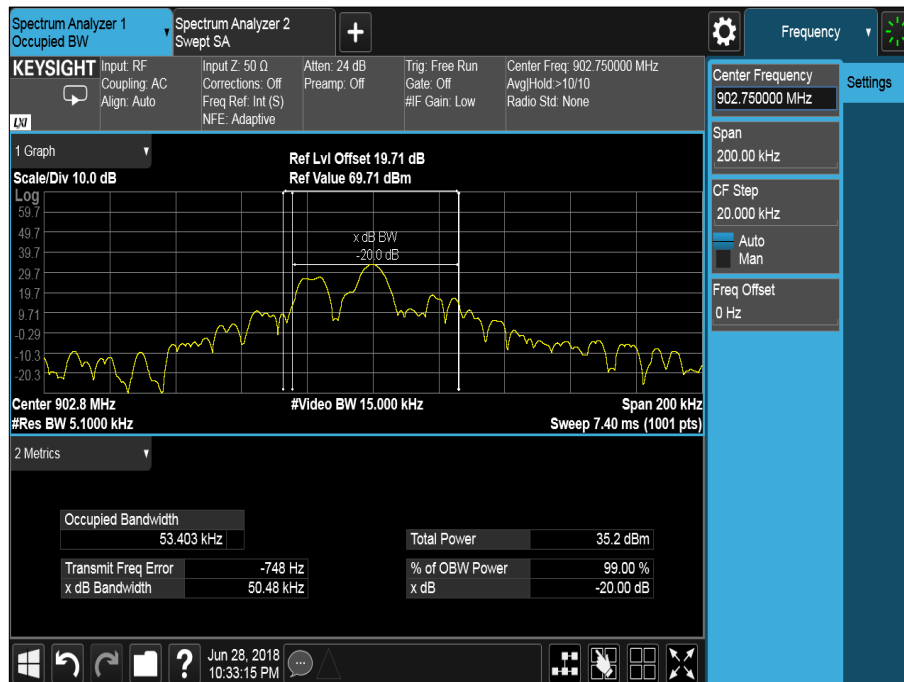 Spectrum Analyzer 1
Occupied BW
Spectrum Analyzer 2
Swept SA
Frequency
KEYSIGHT
LXI
Input: RF
Coupling: AC
Align: Auto
Input Z: 50 Ω
Corrections: Off
Freq Ref: Int (S)
NFE: Adaptive
Atten: 24 dB
Preamp: Off
Trig: Free Run
Gate: Off
#IF Gain: Low
Center Freq: 902.750000 MHz
Avg|Hold:>10/10
Radio Std: None
Center Frequency
902.750000 MHz
Settings
Span
200.00 kHz
CF Step
20.000 kHz
Auto
Man
Freq Offset
0 Hz
1 Graph
Scale/Div 10.0 dB
Ref Lvl Offset 19.71 dB
Ref Value 69.71 dBm
Log
59.7
49.7
39.7
29.7
19.7
9.71
-0.29
-10.3
-20.3
x dB BW
-20.0 dB
Center 902.8 MHz
#Video BW 15.000 kHz
Span 200 kHz
#Res BW 5.1000 kHz
Sweep 7.40 ms (1001 pts)
2 Metrics
Occupied Bandwidth
53.403 kHz
Transmit Freq Error -748 Hz
x dB Bandwidth 50.48 kHz
Total Power 35.2 dBm
% of OBW Power 99.00 %
x dB -20.00 dB
?
Jun 28, 2018
10:33:15 PM